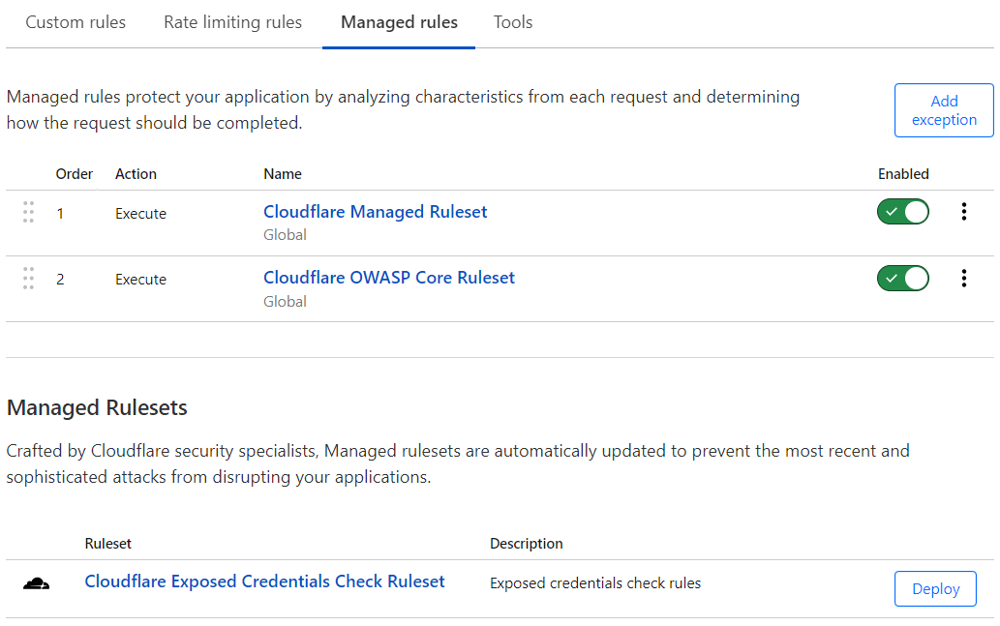 Custom rules Rate limiting rules Managed rules Tools
Managed rules protect your application by analyzing characteristics from each request and determining
how the request should be completed.
Add
exception
Order Action Name Enabled
1 Execute Cloudflare Managed Ruleset
Global
2 Execute Cloudflare OWASP Core Ruleset
Global
Managed Rulesets
Crafted by Cloudflare security specialists, Managed rulesets are automatically updated to prevent the most recent and
sophisticated attacks from disrupting your applications.
Ruleset Description
Cloudflare Exposed Credentials Check Ruleset Exposed credentials check rules Deploy